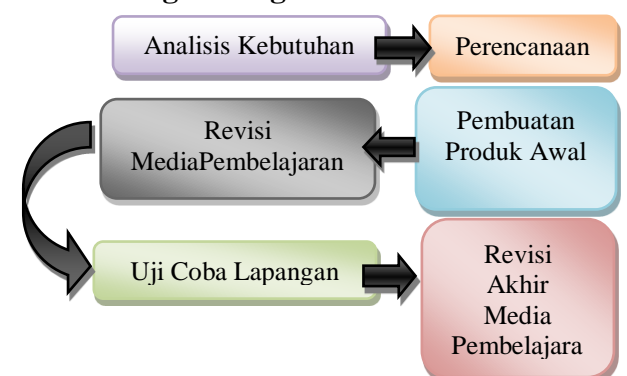 Analisis Kebutuhan
Perencanaan
Pembuatan
Produk Awal
Revisi
MediaPembelajaran
Uji Coba Lapangan
Revisi
Akhir
Media
Pembelajara